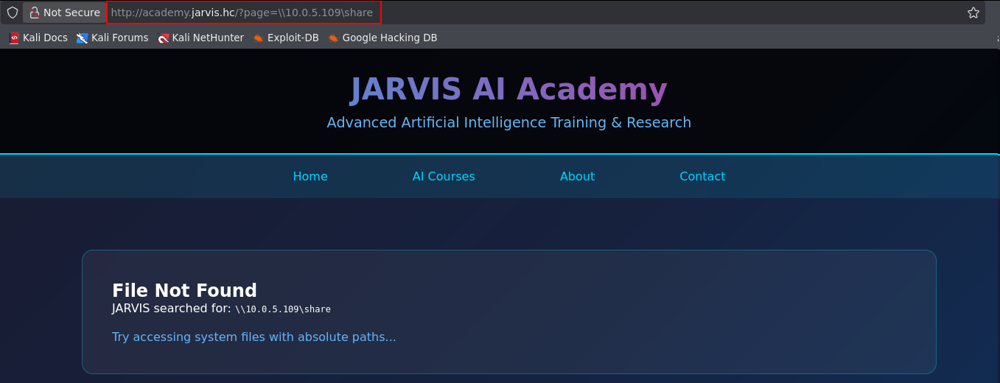 Not Secure http://academy.jarvis.hc/?page=\\10.0.5.109\share
Kali Docs Kali Forums Kali NetHunter Exploit-DB Google Hacking DB
JARVIS AI Academy
Advanced Artificial Intelligence Training & Research
Home AI Courses About Contact
File Not Found
JARVIS searched for: \\10.0.5.109\share
Try accessing system files with absolute paths...